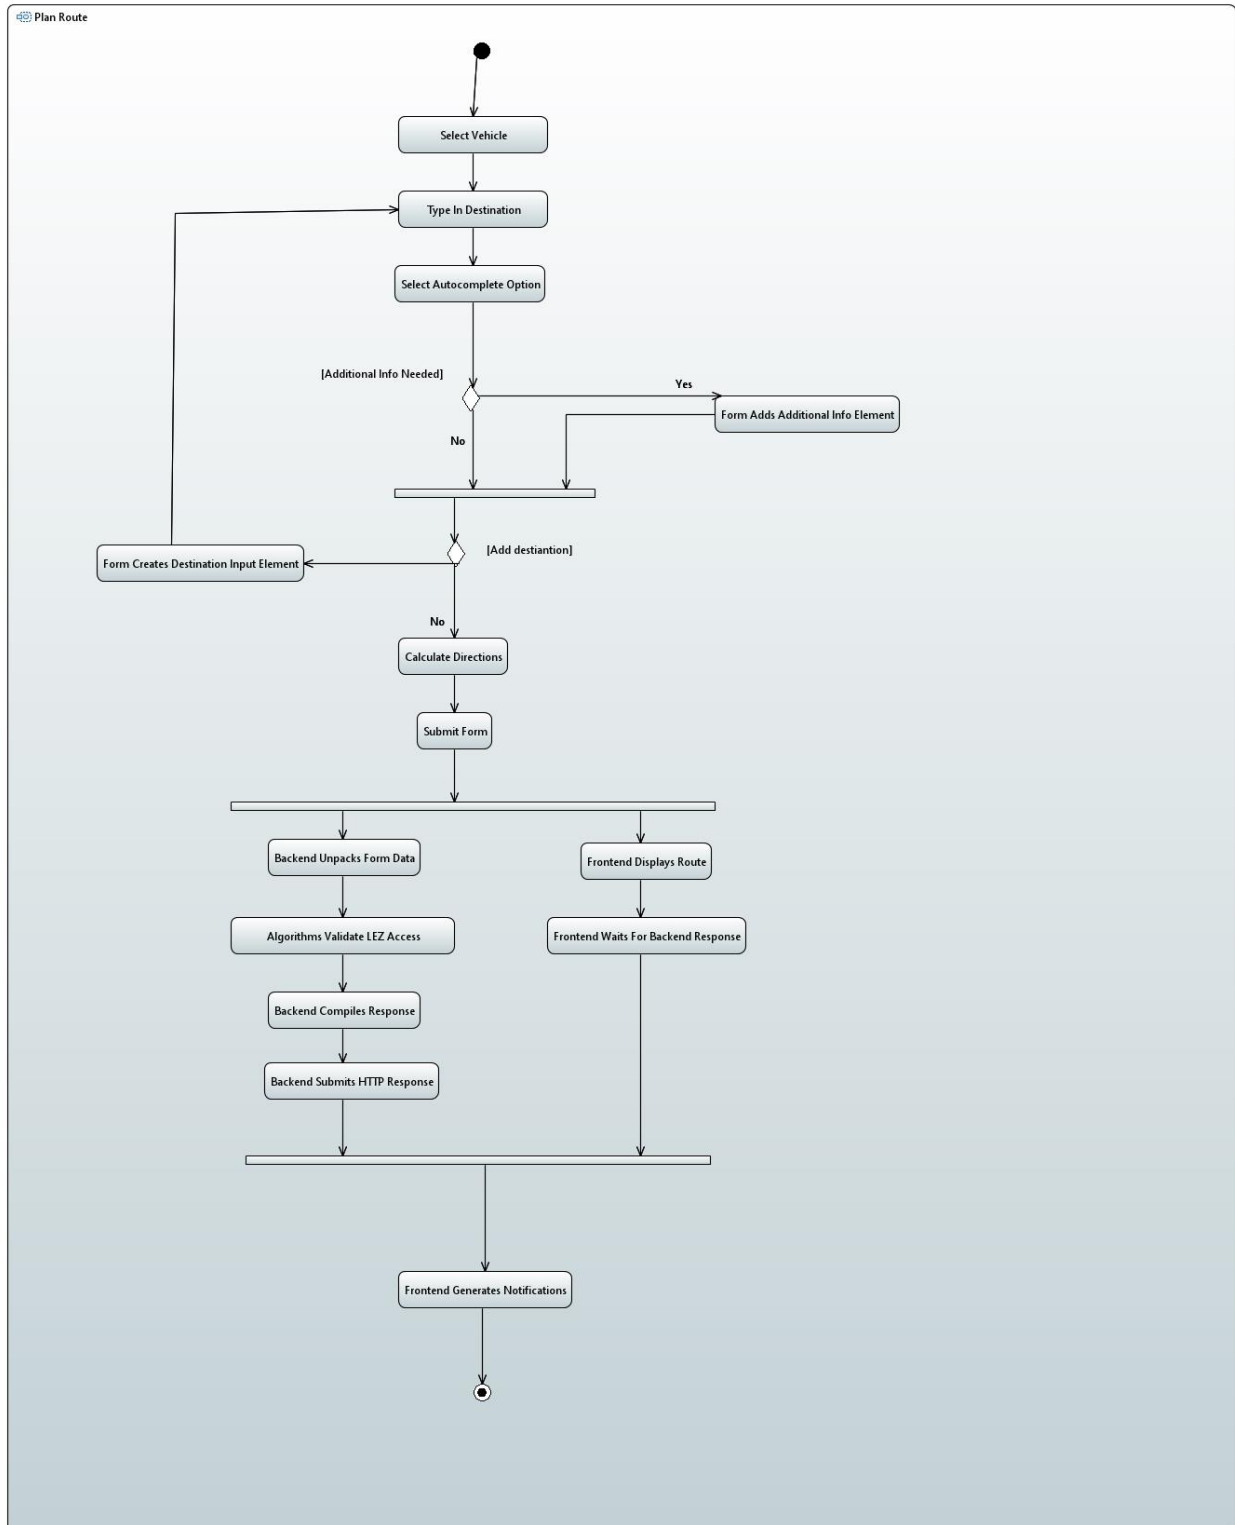 Plan Route
Select Vehicle
Type In Destination
Select Autocomplete Option
[Additional Info Needed]
Yes
Form Adds Additional Info Element
No
[Add destiantion]
Form Creates Destination Input Element
No
Calculate Directions
Submit Form
Backend Unpacks Form Data
Frontend Displays Route
Algorithms Validate LEZ Access
Frontend Waits For Backend Response
Backend Compiles Response
Backend Submits HTTP Response
Frontend Generates Notifications